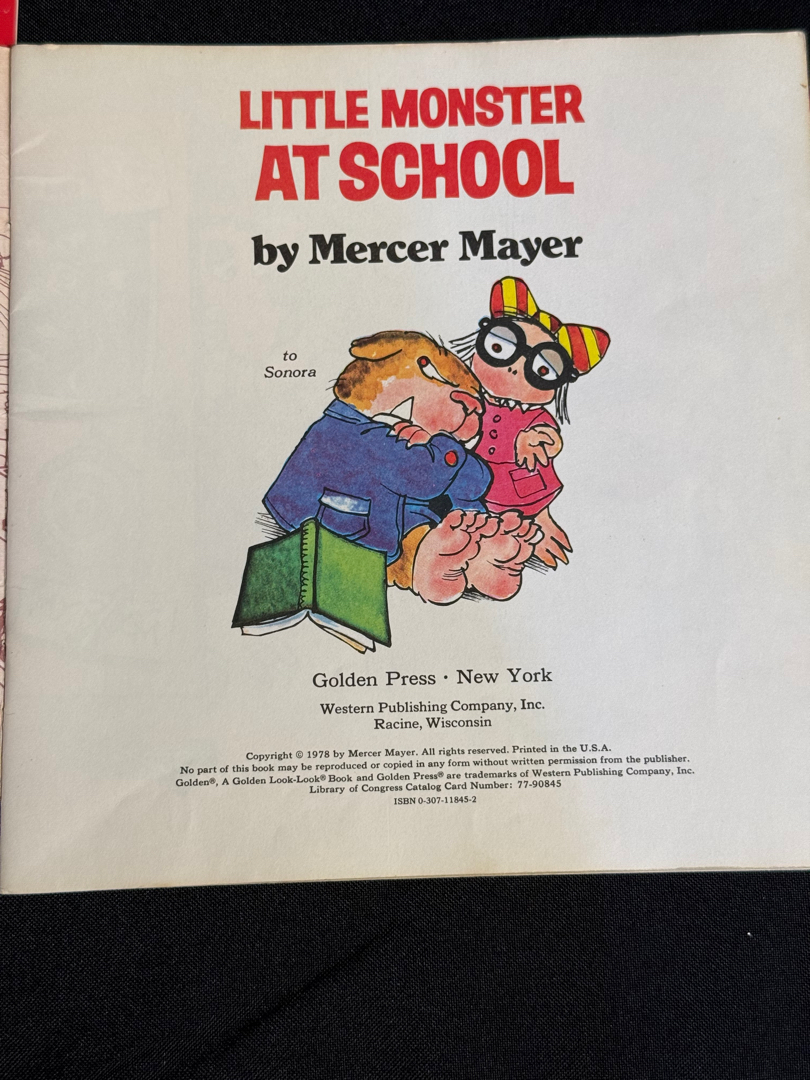 LITTLE MONSTER
AT SCHOOL
by Mercer Mayer
to
Sonora
Golden Press · New York
Western Publishing Company, Inc.
Racine, Wisconsin
Copyright © 1978 by Mercer Mayer. All rights reserved. Printed in the U.S.A.
No part of this book may be reproduced or copied in any form without written permission from the publisher.
Golden®, A Golden Look-Look® Book and Golden Press® are trademarks of Western Publishing Company, Inc.
Library of Congress Catalog Card Number: 77-90845
ISBN 0-307-11845-2